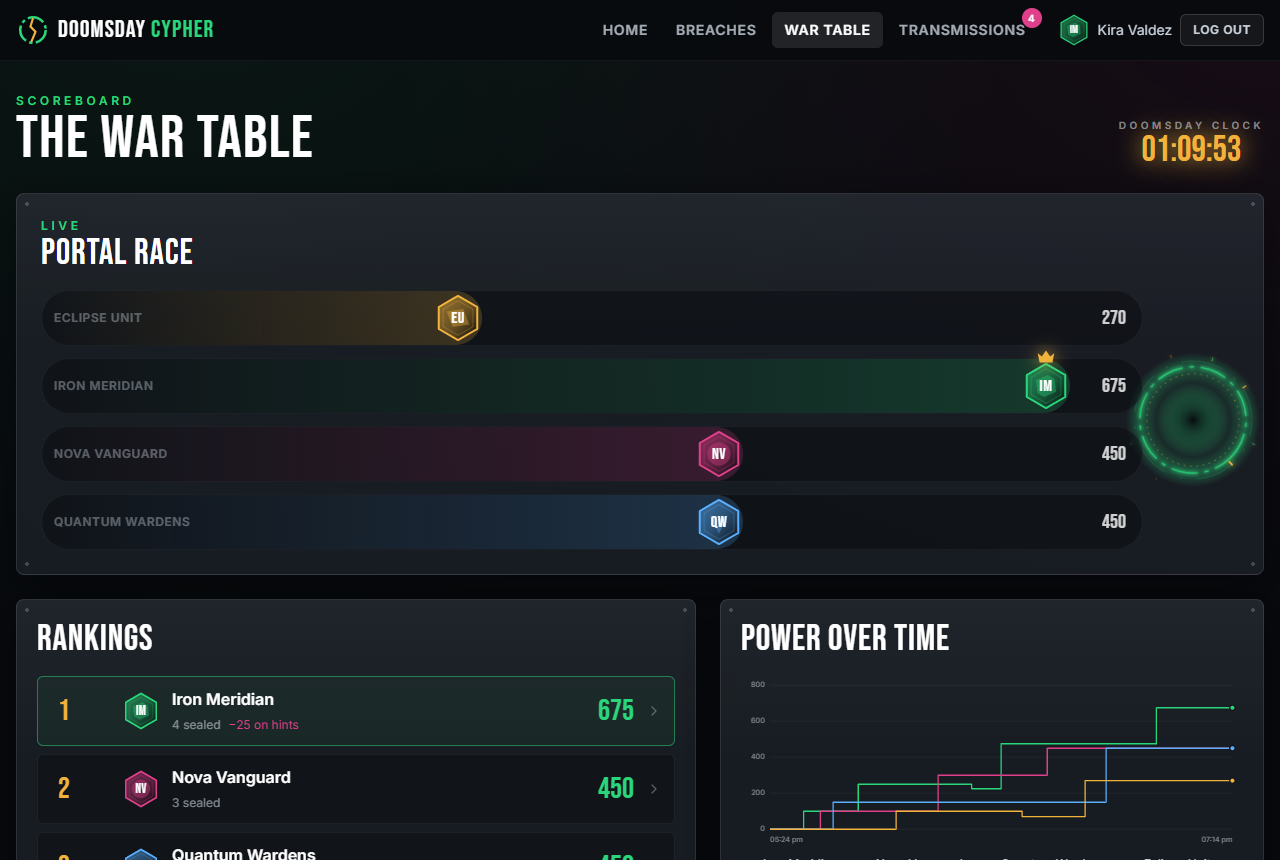 DOOMSDAY CYPHER
HOME
BREACHES
WAR TABLE
TRANSMISSIONS
4
IM
Kira Valdez
LOG OUT
SCOREBOARD
THE WAR TABLE
DOOMSDAY CLOCK
01:09:53
LIVE
PORTAL RACE
ECLIPSE UNIT
EU
270
IRON MERIDIAN
IM
675
NOVA VANGUARD
NV
450
QUANTUM WARDENS
QW
450
RANKINGS
1
IM
Iron Meridian
4 sealed −25 on hints
675
2
NV
Nova Vanguard
3 sealed
450
Quantum Wardens
POWER OVER TIME
800
600
400
200
0
05:24 pm
07:14 pm